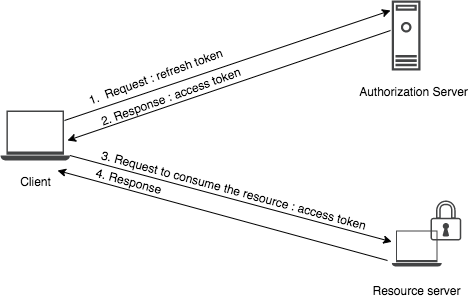 1. Request : refresh token
2. Response : access token
Authorization Server
3. Request to consume the resource : access token
4. Response
Client
Resource server